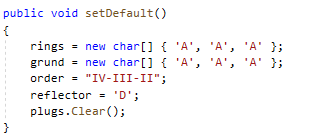 public void setDefault()
{
rings = new char[] { 'A', 'A', 'A' };
grund = new char[] { 'A', 'A', 'A' };
order = "IV-III-II";
reflector = 'D';
plugs.Clear();
}